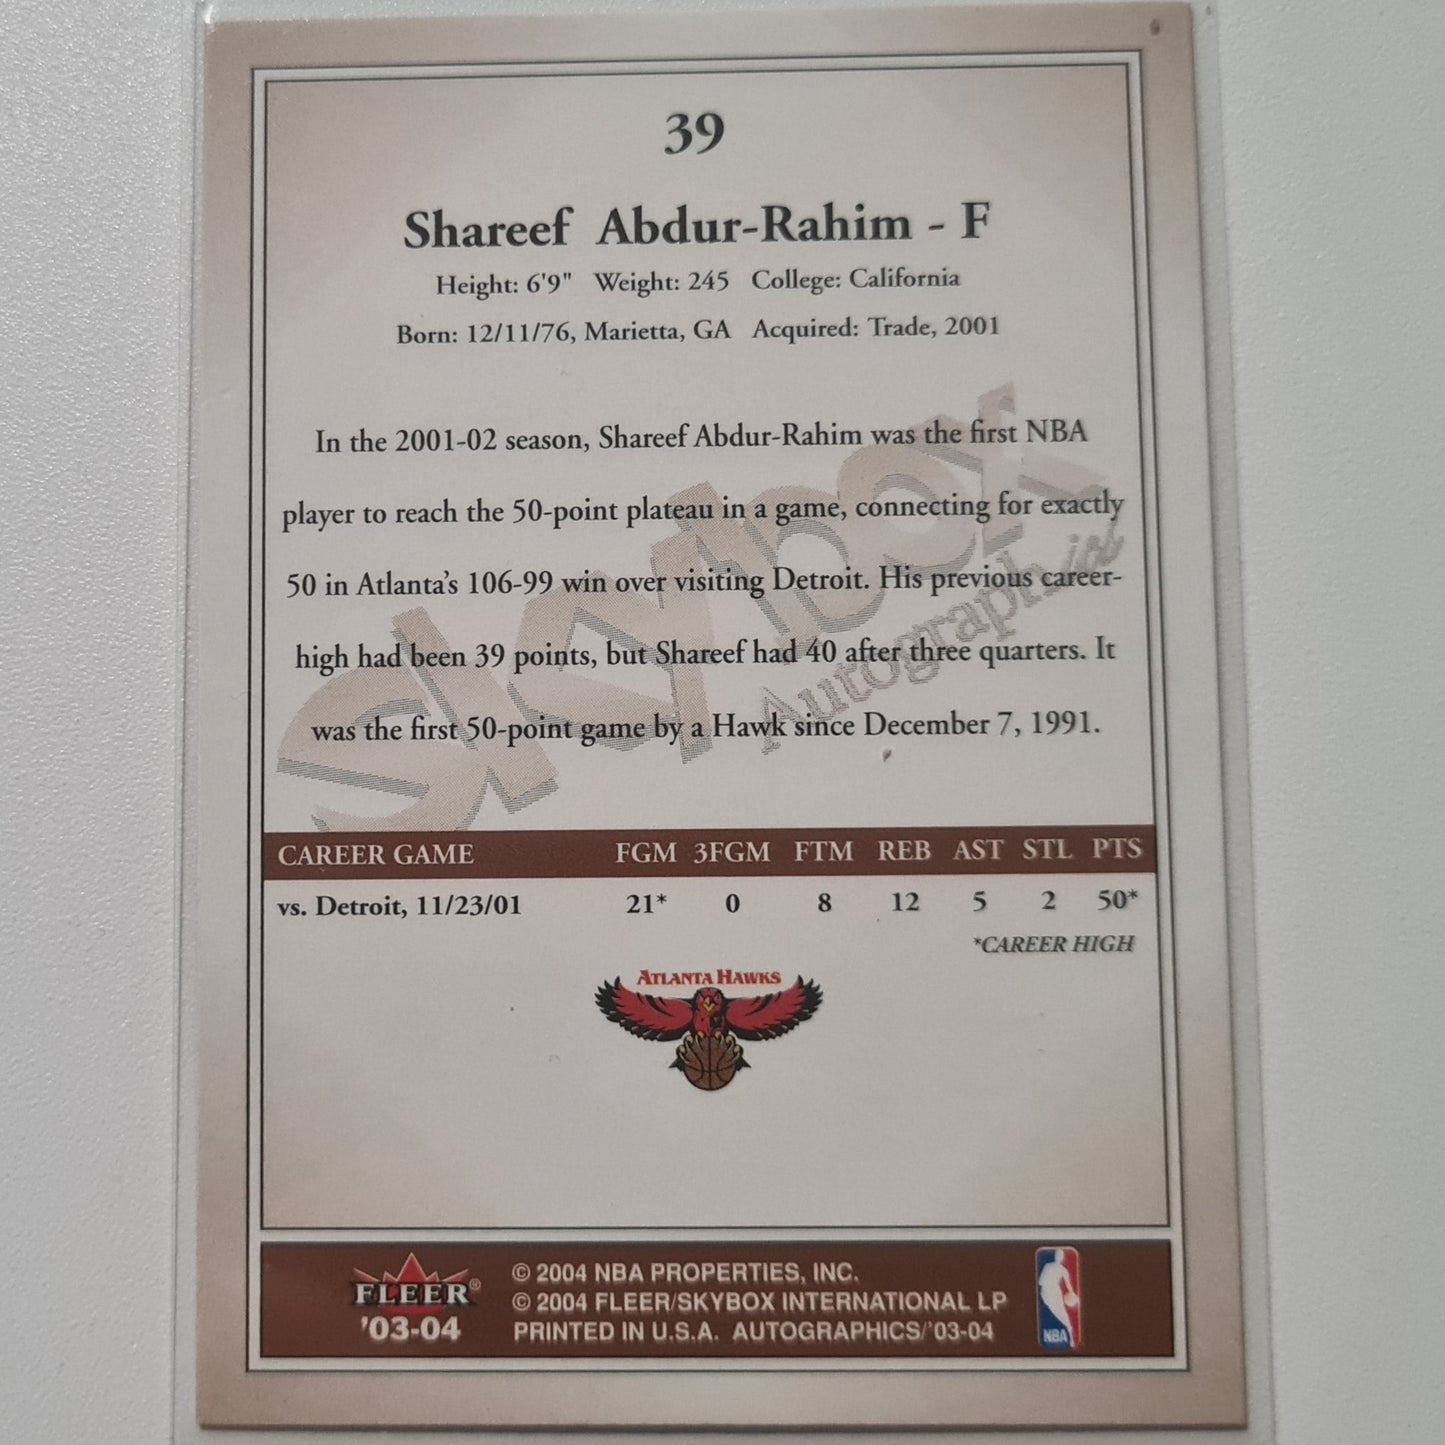 39
Shareef Abdur-Rahim - F
Height: 6'9" Weight: 245 College: California
Born: 12/11/76, Marietta, GA Acquired: Trade, 2001
In the 2001-02 season, Shareef Abdur-Rahim was the first NBA
player to reach the 50-point plateau in a game, connecting for exactly
50 in Atlanta's 106-99 win over visiting Detroit. His previous career-
high had been 39 points, but Shareef had 40 after three quarters. It
was the first 50-point game by a Hawk since December 7, 1991.
skybox
Autographics
CAREER GAME FGM 3FGM FTM REB AST STL PTS
vs. Detroit, 11/23/01 21* 0 8 12 5 2 50*
*CAREER HIGH
ATLANTA HAWKS
FLEER®
'03-04
© 2004 NBA PROPERTIES, INC.
© 2004 FLEER/SKYBOX INTERNATIONAL LP
PRINTED IN U.S.A. AUTOGRAPHICS/'03-04
NBA